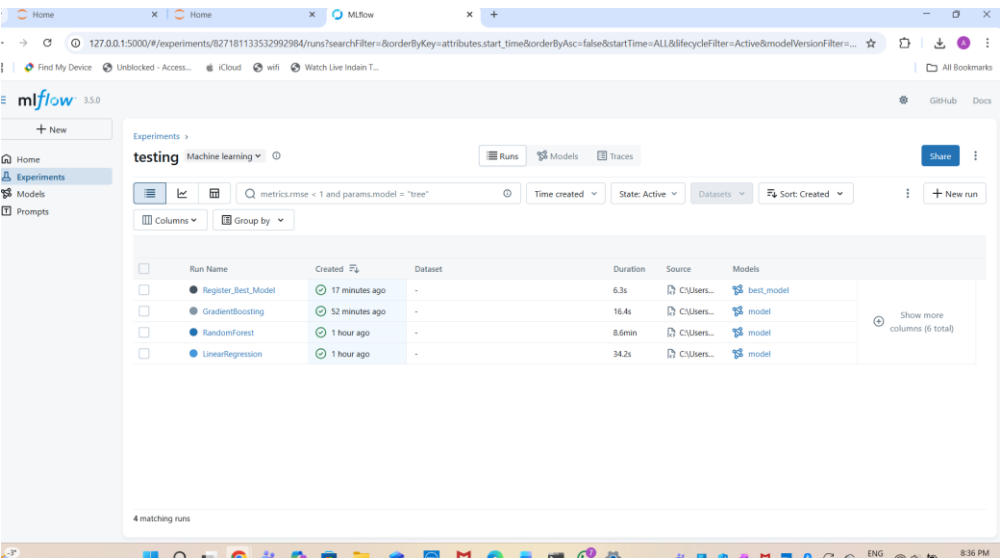 Home
Home
MLflow
127.0.0.1:5000/#/experiments/827181133532992984/runs?searchFilter=&orderByKey=attributes.start_time&orderByAsc=false&startTime=ALL&lifecycleFilter=Active&modelVersionFilter=...
Find My Device Unblocked - Access... iCloud wifi Watch Live Indain T... All Bookmarks
mlflow 3.5.0 GitHub Docs
+ New
Home
Experiments
Models
Prompts
Experiments >
testing Machine learning
Runs Models Traces
Share
metrics.rmse < 1 and params.model = "tree"
Time created State: Active Datasets Sort: Created + New run
Columns Group by
Run Name Created Dataset Duration Source Models
Register_Best_Model 17 minutes ago - 6.3s C:\Users... best_model
GradientBoosting 52 minutes ago - 16.4s C:\Users... model
RandomForest 1 hour ago - 8.6min C:\Users... model
LinearRegression 1 hour ago - 34.2s C:\Users... model
Show more
columns (6 total)
4 matching runs
-3°
ENG
8:36 PM